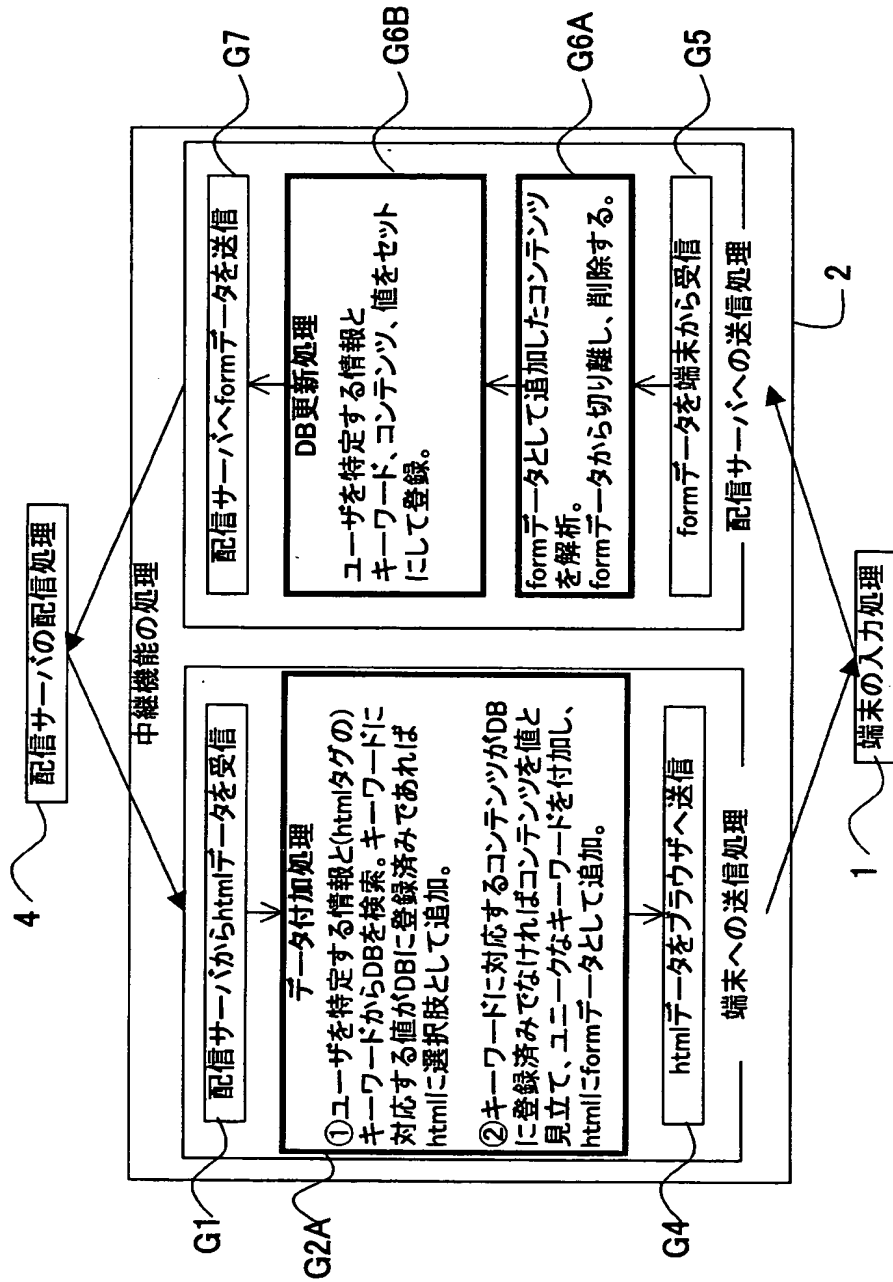 4
配信サーバの配信処理
中継機能の処理
G1
配信サーバからhtmlデータを受信
G2A
データ付加処理
①ユーザを特定する情報と(htmlタグの)
キーワードからDBを検索。キーワードに
対応する値がDBに登録済みであれば
htmlに選択肢として追加。
②キーワードに対応するコンテンツがDB
に登録済みでなければコンテンツを値と
見立て、ユニークなキーワードを付加し、
htmlにformデータとして追加。
G4
htmlデータをブラウザへ送信
端末への送信処理
配信サーバへformデータを送信
G7
DB更新処理
ユーザを特定する情報と
キーワード、コンテンツ、値をセット
にして登録。
G6B
formデータとして追加したコンテンツ
を解析。
formデータから切り離し、削除する。
G6A
formデータを端末から受信
G5
配信サーバへの送信処理
2
1
端末の入力処理